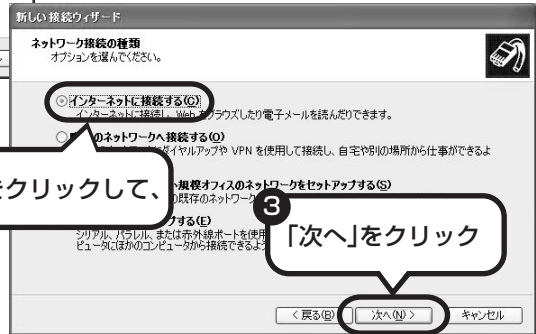 新しい接続ウィザード
ネットワーク接続の種類
オプションを選んでください。
インターネットに接続する(C)
インターネットに接続し、Web をブラウズしたり電子メールを読んだりできます。
のネットワークへ接続する(O)
ダイヤルアップや VPN を使用して接続し、自宅や別の場所から仕事ができるよ
をクリックして、
規模オフィスのネットワークをセットアップする(S)
の既存のネットワーク
❸
「次へ」をクリック
プする(E)
シリアル、パラレル、または赤外線ポートを使用
ピュータにほかのコンピュータから接続できるよう
< 戻る(B)
次へ(N) >
キャンセル